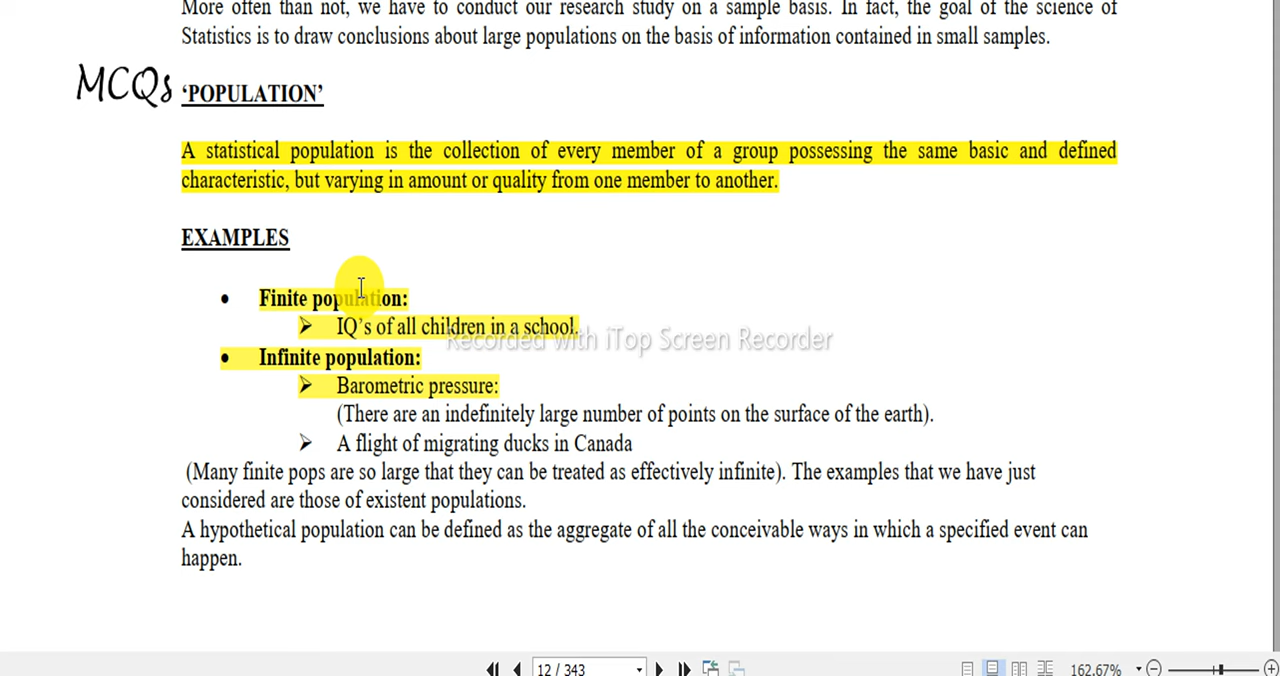 More often than not, we have to conduct our research study on a sample basis. In fact, the goal of the science of
Statistics is to draw conclusions about large populations on the basis of information contained in small samples.
MCQs 'POPULATION'
A statistical population is the collection of every member of a group possessing the same basic and defined
characteristic, but varying in amount or quality from one member to another.
EXAMPLES
• Finite population:
➢ IQ's of all children in a school.
Recorded with iTop Screen Recorder
• Infinite population:
➢ Barometric pressure:
(There are an indefinitely large number of points on the surface of the earth).
➢ A flight of migrating ducks in Canada
(Many finite pops are so large that they can be treated as effectively infinite). The examples that we have just
considered are those of existent populations.
A hypothetical population can be defined as the aggregate of all the conceivable ways in which a specified event can
happen.
12 / 343
162.67%